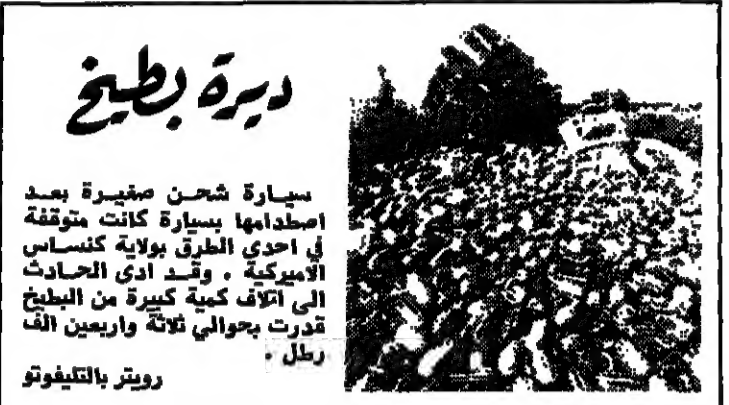 ديرة بطيخ
سيارة شحن صغيرة بعد
اصطدامها بسيارة كانت متوقفة
في احدى الطرق بولاية كنساس
الاميركية . وقد ادى الحادث
الى اتلاف كمية كبيرة من البطيخ
قدرت بحوالي ثلاثة واربعين الف
رطل .
رويتر بالتليفوتو